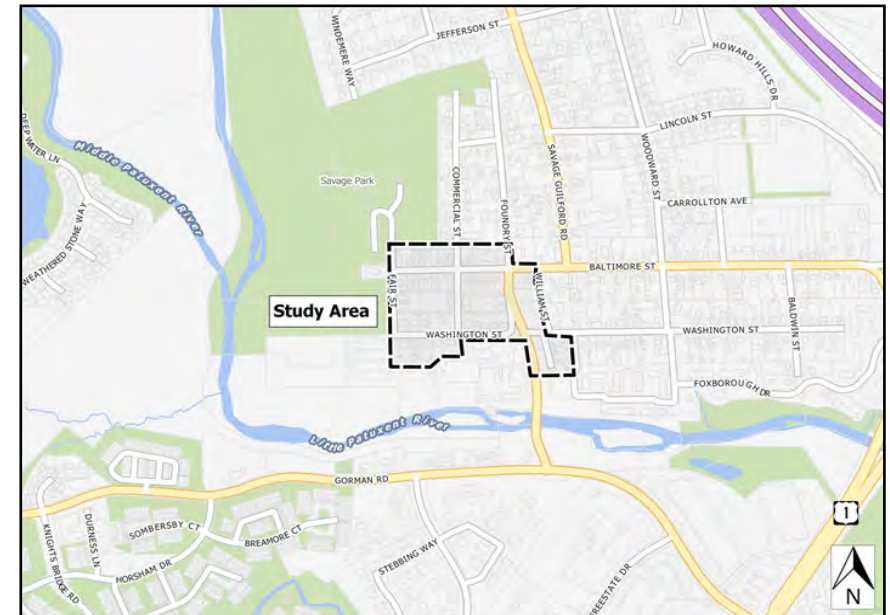 WINDEMERE WAY
JEFFERSON ST
HOWARD HILLS DR
LINCOLN ST
DEEP WATER LN
Middle Patuxent River
WOODWARD ST
SAVAGE GUILFORD RD
COMMERCIAL ST
FOUNDRY ST
Savage Park
CARROLLTON AVE
WEATHERED STONE WAY
BALTIMORE ST
FAIR ST
WILLIAM ST
BALDWIN ST
Study Area
WASHINGTON ST
WASHINGTON ST
FOXBOROUGH DR
Little Patuxent River
GORMAN RD
1
SOMBERSBY CT
BREAMORE CT
DURNESS LN
KNIGHTS BRIDGE RD
HORSHAM DR
STEBBING WAY
FREESTATE DR
N